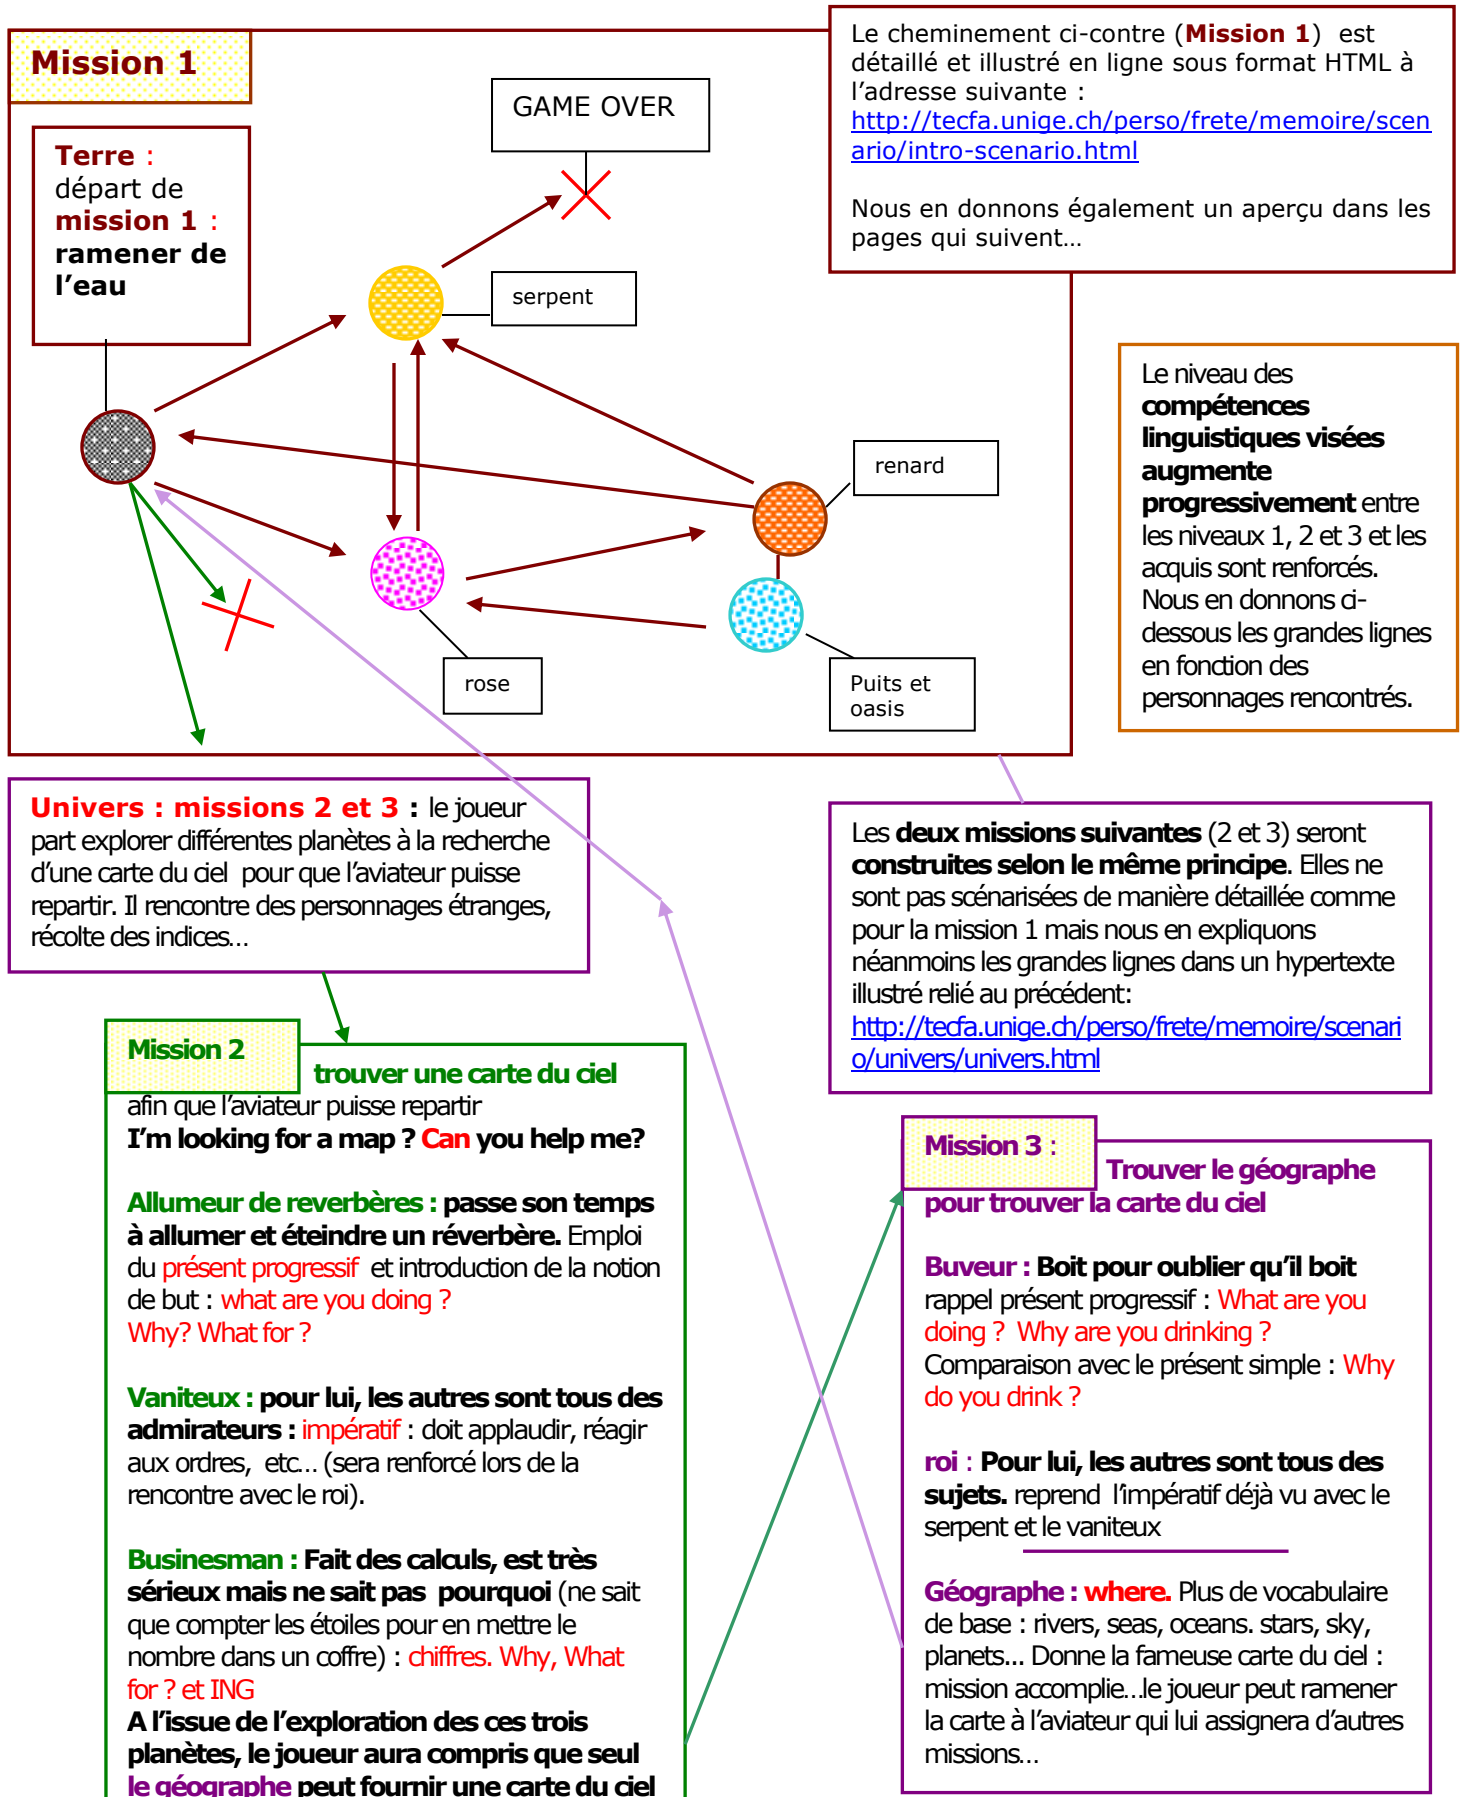 Mission 1
Le cheminement ci-contre (Mission 1) est
détaillé et illustré en ligne sous format HTML à
l’adresse suivante :
http://tecfa.unige.ch/perso/frete/memoire/scen
ario/intro-scenario.html
Nous en donnons également un aperçu dans les
pages qui suivent…
GAME OVER
Terre :
départ de
mission 1 :
ramener de
l’eau
serpent
renard
rose
Puits et
oasis
Le niveau des
compétences
linguistiques visées
augmente
progressivement entre
les niveaux 1, 2 et 3 et les
acquis sont renforcés.
Nous en donnons ci-
dessous les grandes lignes
en fonction des
personnages rencontrés.
Univers : missions 2 et 3 : le joueur
part explorer différentes planètes à la recherche
d’une carte du ciel pour que l’aviateur puisse
repartir. Il rencontre des personnages étranges,
récolte des indices…
Les deux missions suivantes (2 et 3) seront
construites selon le même principe. Elles ne
sont pas scénarisées de manière détaillée comme
pour la mission 1 mais nous en expliquons
néanmoins les grandes lignes dans un hypertexte
illustré relié au précédent:
http://tecfa.unige.ch/perso/frete/memoire/scenari
o/univers/univers.html
Mission 2
trouver une carte du ciel
afin que l’aviateur puisse repartir
I’m looking for a map ? Can you help me?
Allumeur de reverbères : passe son temps
à allumer et éteindre un réverbère. Emploi
du présent progressif et introduction de la notion
de but : what are you doing ?
Why? What for ?
Vaniteux : pour lui, les autres sont tous des
admirateurs : impératif : doit applaudir, réagir
aux ordres, etc… (sera renforcé lors de la
rencontre avec le roi).
Businesman : Fait des calculs, est très
sérieux mais ne sait pas pourquoi (ne sait
que compter les étoiles pour en mettre le
nombre dans un coffre) : chiffres. Why, What
for ? et ING
A l’issue de l’exploration des ces trois
planètes, le joueur aura compris que seul
le géographe peut fournir une carte du ciel
Mission 3 :
Trouver le géographe
pour trouver la carte du ciel
Buveur : Boit pour oublier qu’il boit
rappel présent progressif : What are you
doing ? Why are you drinking ?
Comparaison avec le présent simple : Why
do you drink ?
roi : Pour lui, les autres sont tous des
sujets. reprend l’impératif déjà vu avec le
serpent et le vaniteux
Géographe : where. Plus de vocabulaire
de base : rivers, seas, oceans. stars, sky,
planets... Donne la fameuse carte du ciel :
mission accomplie…le joueur peut ramener
la carte à l’aviateur qui lui assignera d’autres
missions…